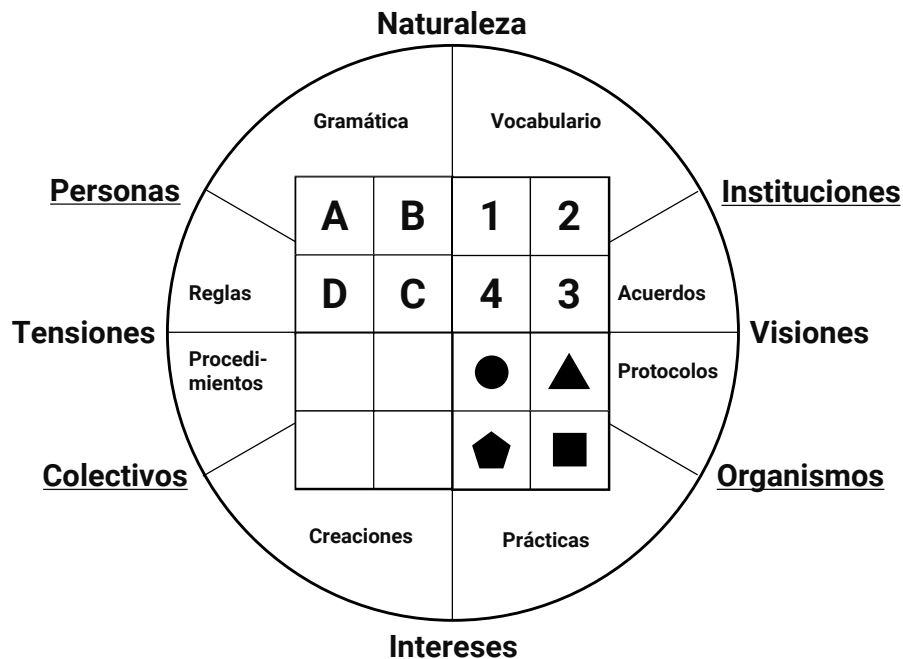 Naturaleza
Gramática
Vocabulario
Personas
Instituciones
A B 1 2
D C 4 3
Reglas
Acuerdos
Tensiones
Visiones
Procedi-
mientos
Protocolos
Colectivos
Organismos
Creaciones
Prácticas
Intereses